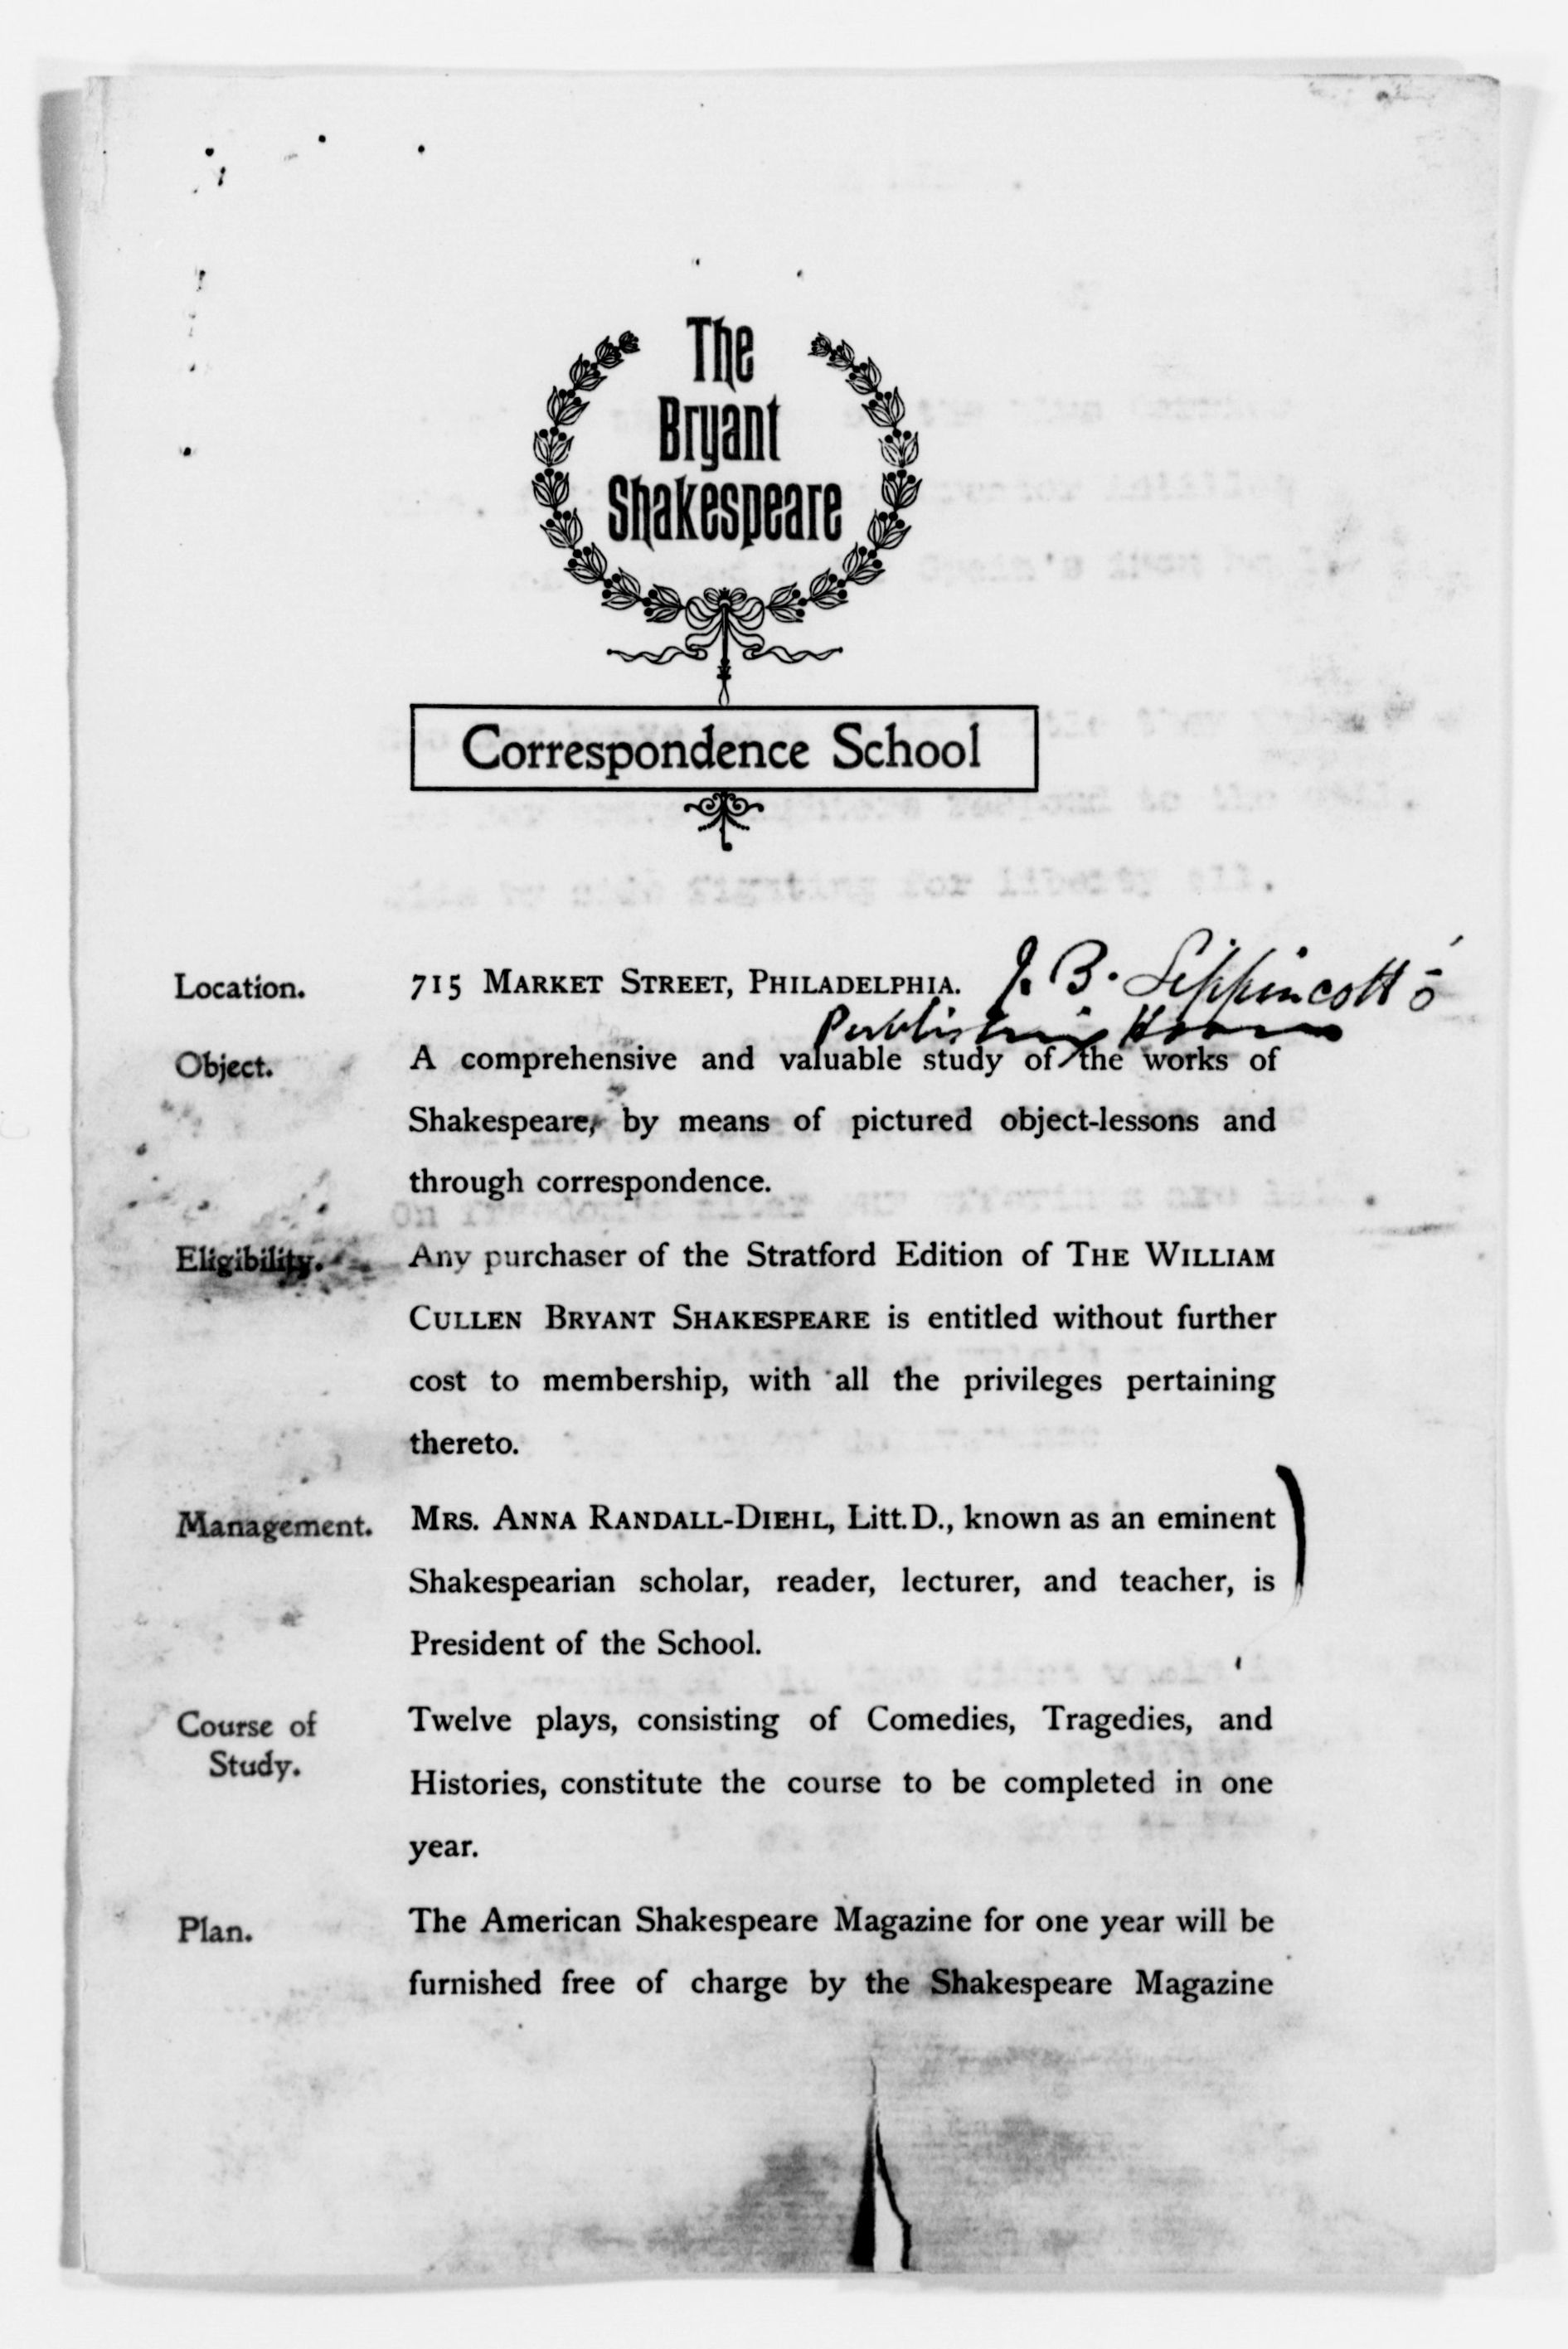 The
Bryant
Shakespeare
Correspondence School
Location. 715 MARKET STREET, PHILADELPHIA. J. B. Lippincott's
Publishing House
Object. A comprehensive and valuable study of the works of
Shakespeare, by means of pictured object-lessons and
through correspondence.
Eligibility. Any purchaser of the Stratford Edition of THE WILLIAM
CULLEN BRYANT SHAKESPEARE is entitled without further
cost to membership, with all the privileges pertaining
thereto.
Management. MRS. ANNA RANDALL-DIEHL, Litt.D., known as an eminent
Shakespearian scholar, reader, lecturer, and teacher, is
President of the School.
Course of
Study. Twelve plays, consisting of Comedies, Tragedies, and
Histories, constitute the course to be completed in one
year.
Plan. The American Shakespeare Magazine for one year will be
furnished free of charge by the Shakespeare Magazine